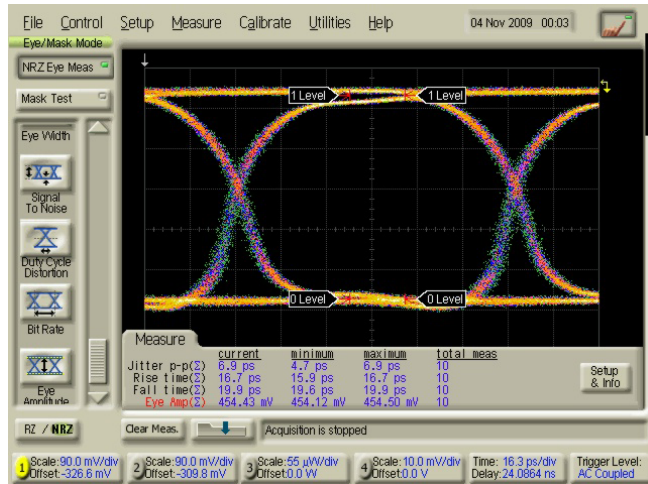 File Control Setup Measure Calibrate Utilities Help 04 Nov 2009 00:03
Eye/Mask Mode
NRZ Eye Meas
Mask Test
Eye Width
Signal
To Noise
Duty Cycle
Distortion
Bit Rate
Eye
Amplitude
1 Level 1 Level
0 Level 0 Level
Measure
current minimum maximum total meas
Jitter p-p(Σ) 6.9 ps 4.7 ps 6.9 ps 10
Rise time(Σ) 16.7 ps 15.9 ps 16.7 ps 10
Fall time(Σ) 19.9 ps 19.6 ps 19.9 ps 10
Eye Amp(Σ) 454.43 mV 454.12 mV 454.50 mV 10
Setup
& Info
RZ / NRZ
Clear Meas.
Acquisition is stopped
1 Scale:90.0 mV/div
Offset:-326.6 mV
2 Scale:90.0 mV/div
Offset:-309.8 mV
3 Scale:55 µW/div
Offset:0.0 W
4 Scale:10.0 mV/div
Offset:0.0 V
Time: 16.3 ps/div
Delay:24.0864 ns
Trigger Level:
AC Coupled